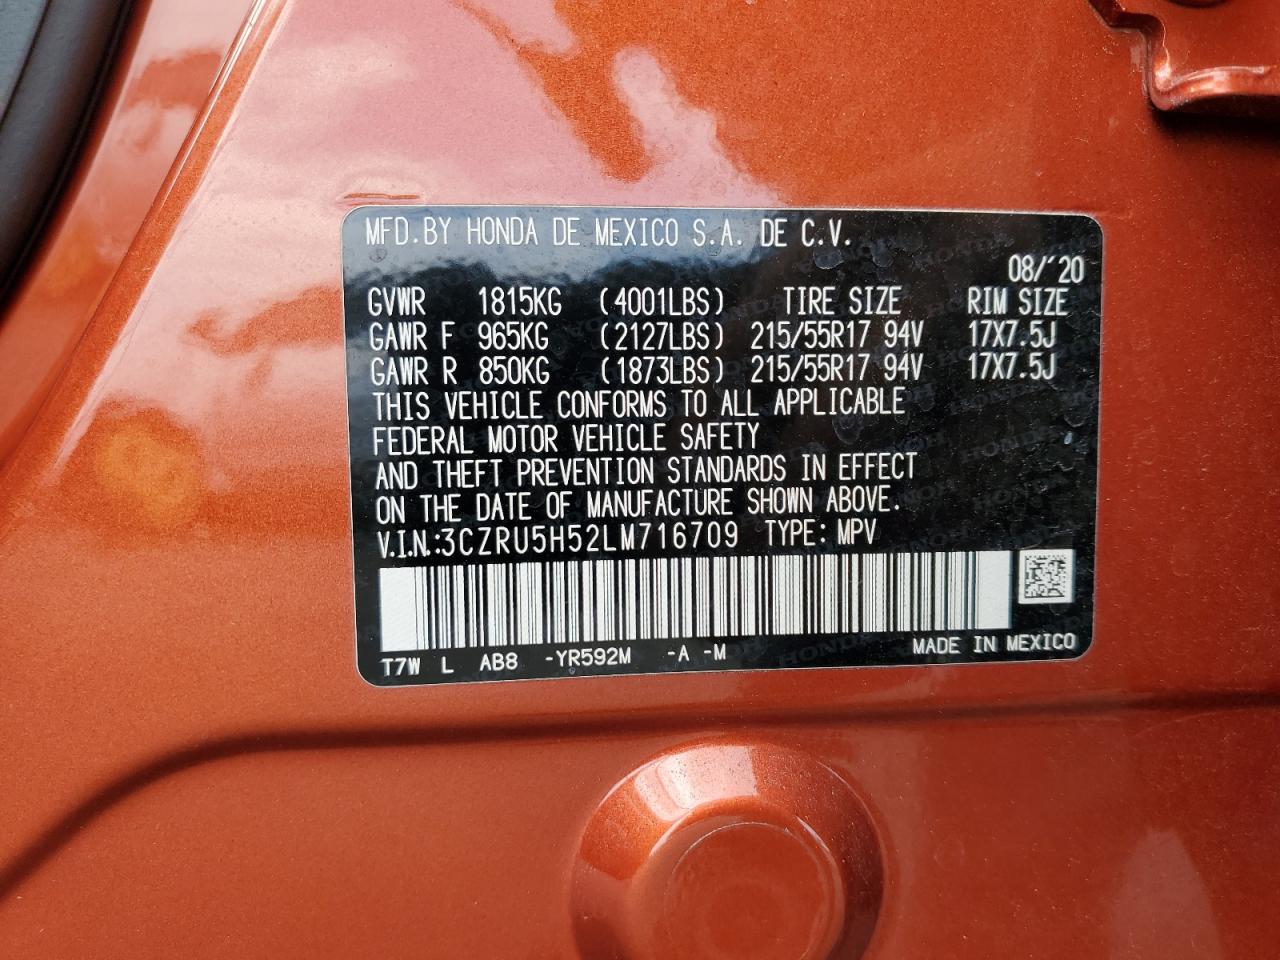 MFD.BY HONDA DE MEXICO S.A. DE C.V.
08/'20
GVWR 1815KG (4001LBS) TIRE SIZE RIM SIZE
GAWR F 965KG (2127LBS) 215/55R17 94V 17X7.5J
GAWR R 850KG (1873LBS) 215/55R17 94V 17X7.5J
THIS VEHICLE CONFORMS TO ALL APPLICABLE
FEDERAL MOTOR VEHICLE SAFETY
AND THEFT PREVENTION STANDARDS IN EFFECT
ON THE DATE OF MANUFACTURE SHOWN ABOVE.
V.I.N.:3CZRU5H52LM716709 TYPE: MPV
T7W L AB8 -YR592M -A -M MADE IN MEXICO